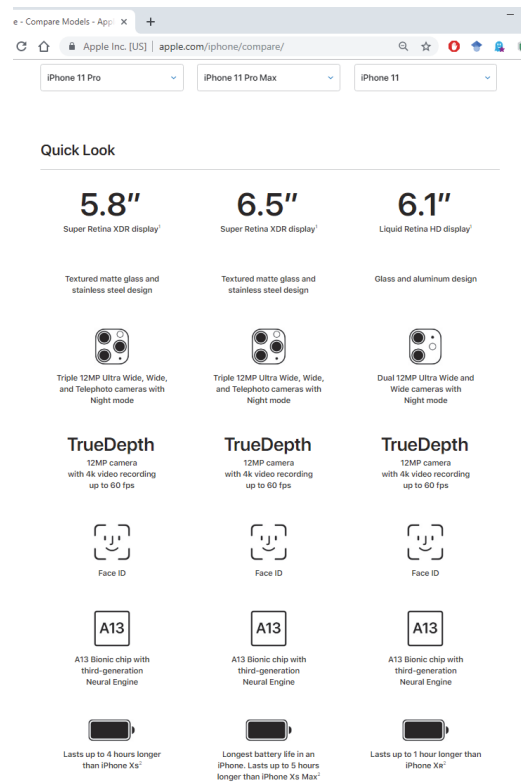 e - Compare Models - App
Apple Inc. [US] | apple.com/iphone/compare/
iPhone 11 Pro
iPhone 11 Pro Max
iPhone 11
Quick Look
5.8″
6.5″
6.1″
Super Retina XDR display¹
Super Retina XDR display¹
Liquid Retina HD display¹
Textured matte glass and
stainless steel design
Textured matte glass and
stainless steel design
Glass and aluminum design
Triple 12MP Ultra Wide, Wide,
and Telephoto cameras with
Night mode
Triple 12MP Ultra Wide, Wide,
and Telephoto cameras with
Night mode
Dual 12MP Ultra Wide and
Wide cameras with
Night mode
TrueDepth
12MP camera
with 4k video recording
up to 60 fps
TrueDepth
12MP camera
with 4k video recording
up to 60 fps
TrueDepth
12MP camera
with 4k video recording
up to 60 fps
Face ID
Face ID
Face ID
A13
A13
A13
A13 Bionic chip with
third-generation
Neural Engine
A13 Bionic chip with
third-generation
Neural Engine
A13 Bionic chip with
third-generation
Neural Engine
Lasts up to 4 hours longer
than iPhone Xs²
Longest battery life in an
iPhone. Lasts up to 5 hours
longer than iPhone Xs Max²
Lasts up to 1 hour longer than
iPhone XR²